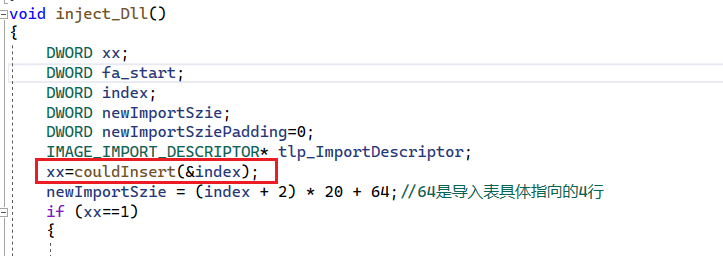 void inject_Dll()
{
DWORD xx;
DWORD fa_start;
DWORD index;
DWORD newImportSzie;
DWORD newImportSziePadding=0;
IMAGE_IMPORT_DESCRIPTOR* tlp_ImportDescriptor;
xx=couldInsert(&index);
newImportSzie = (index + 2) * 20 + 64;//64是导入表具体指向的4行
if (xx==1)
{